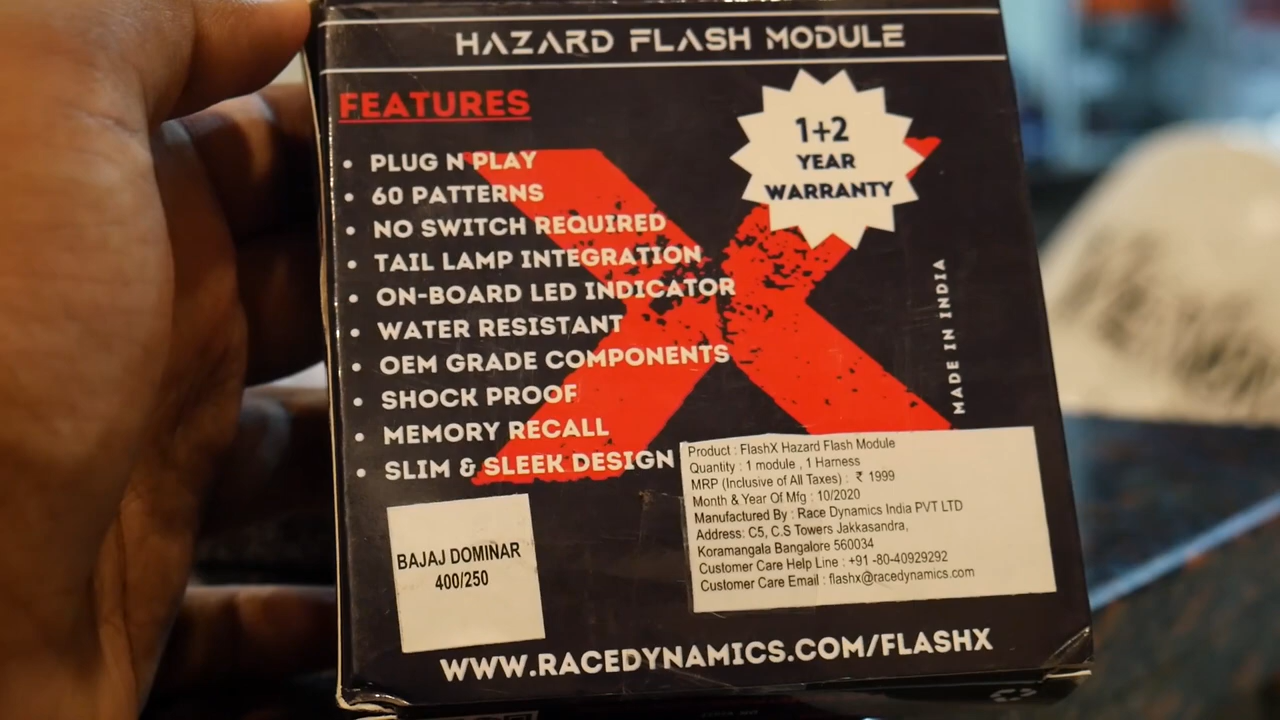 HAZARD FLASH MODULE
FEATURES
• PLUG N PLAY
• 60 PATTERNS
• NO SWITCH REQUIRED
• TAIL LAMP INTEGRATION
• ON-BOARD LED INDICATOR
• WATER RESISTANT
• OEM GRADE COMPONENTS
• SHOCK PROOF
• MEMORY RECALL
• SLIM & SLEEK DESIGN
1+2
YEAR
WARRANTY
MADE IN INDIA
Product : FlashX Hazard Flash Module
Quantity : 1 module , 1 Harness
MRP (Inclusive of All Taxes) : ₹ 1999
Month & Year Of Mfg : 10/2020
Manufactured By : Race Dynamics India PVT LTD
Address: C5, C.S Towers Jakkasandra,
Koramangala Bangalore 560034
Customer Care Help Line : +91 -80-40929292
Customer Care Email : flashx@racedynamics.com
BAJAJ DOMINAR
400/250
WWW.RACEDYNAMICS.COM/FLASHX